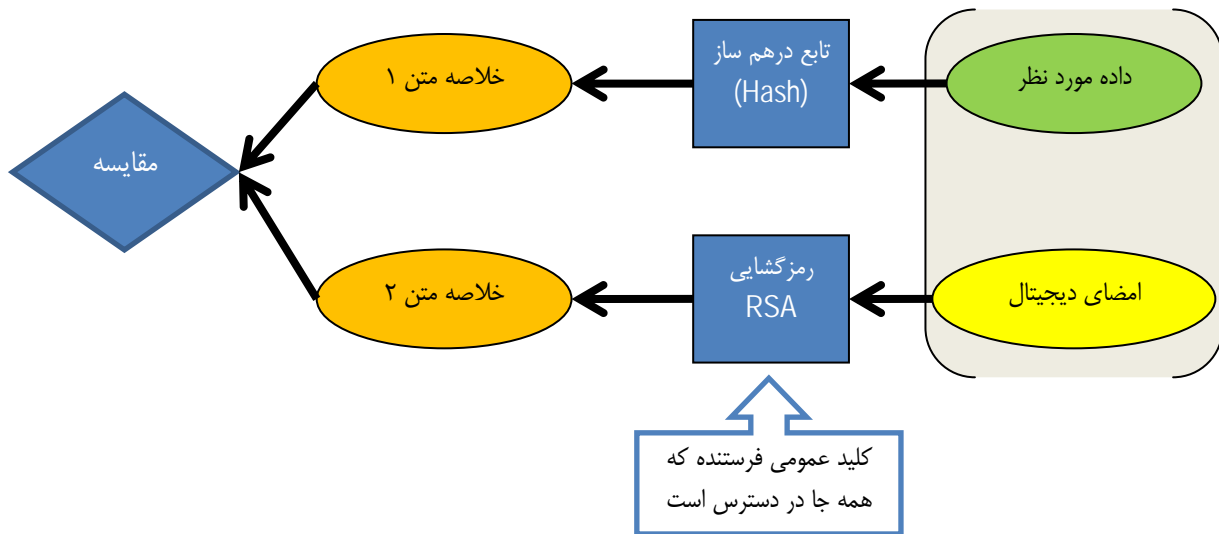 داده مورد نظر
تابع درهم ساز
(Hash)
خلاصه متن ۱
مقایسه
امضای دیجیتال
رمزگشایی
RSA
خلاصه متن ۲
کلید عمومی فرستنده که
همه جا در دسترس است